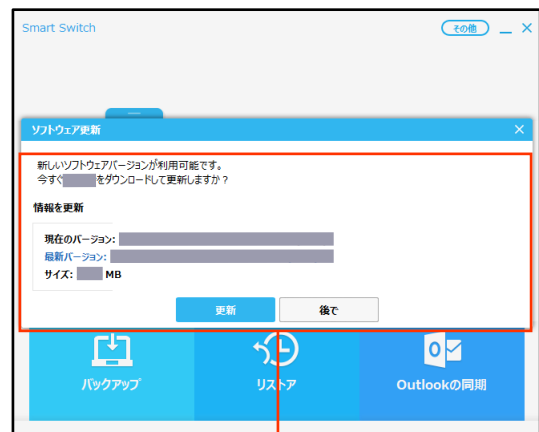 Smart Switch
その他
ソフトウェア更新
新しいソフトウェアバージョンが利用可能です。
今すぐ をダウンロードして更新しますか？
情報を更新
現在のバージョン:
最新バージョン:
サイズ: MB
更新 後で
バックアップ リストア Outlookの同期